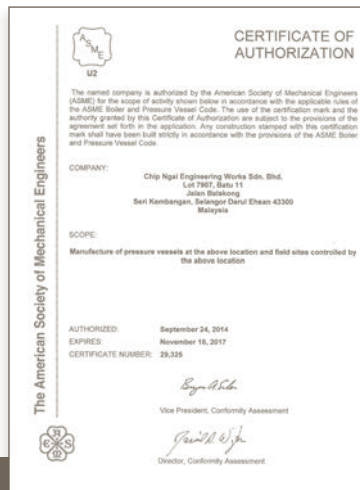 ASME
U2
CERTIFICATE OF
AUTHORIZATION
The named company is authorized by the American Society of Mechanical Engineers
(ASME) for the scope of activity shown below in accordance with the applicable rules of
the ASME Boiler and Pressure Vessel Code. The use of the certification mark and the
authority granted by this Certificate of Authorization are subject to the provisions of the
agreement set forth in the application. Any construction stamped with this certification
mark shall have been built strictly in accordance with the provisions of the ASME Boiler
and Pressure Vessel Code.
COMPANY:
Chip Ngai Engineering Works Sdn. Bhd.
Lot 7907, Batu 11
Jalan Balakong
Seri Kembangan, Selangor Darul Ehsan 43300
Malaysia
SCOPE:
Manufacture of pressure vessels at the above location and field sites controlled by
the above location
AUTHORIZED: September 24, 2014
EXPIRES: November 18, 2017
CERTIFICATE NUMBER: 29,325
Vice President, Conformity Assessment
Director, Conformity Assessment
The American Society of Mechanical Engineers